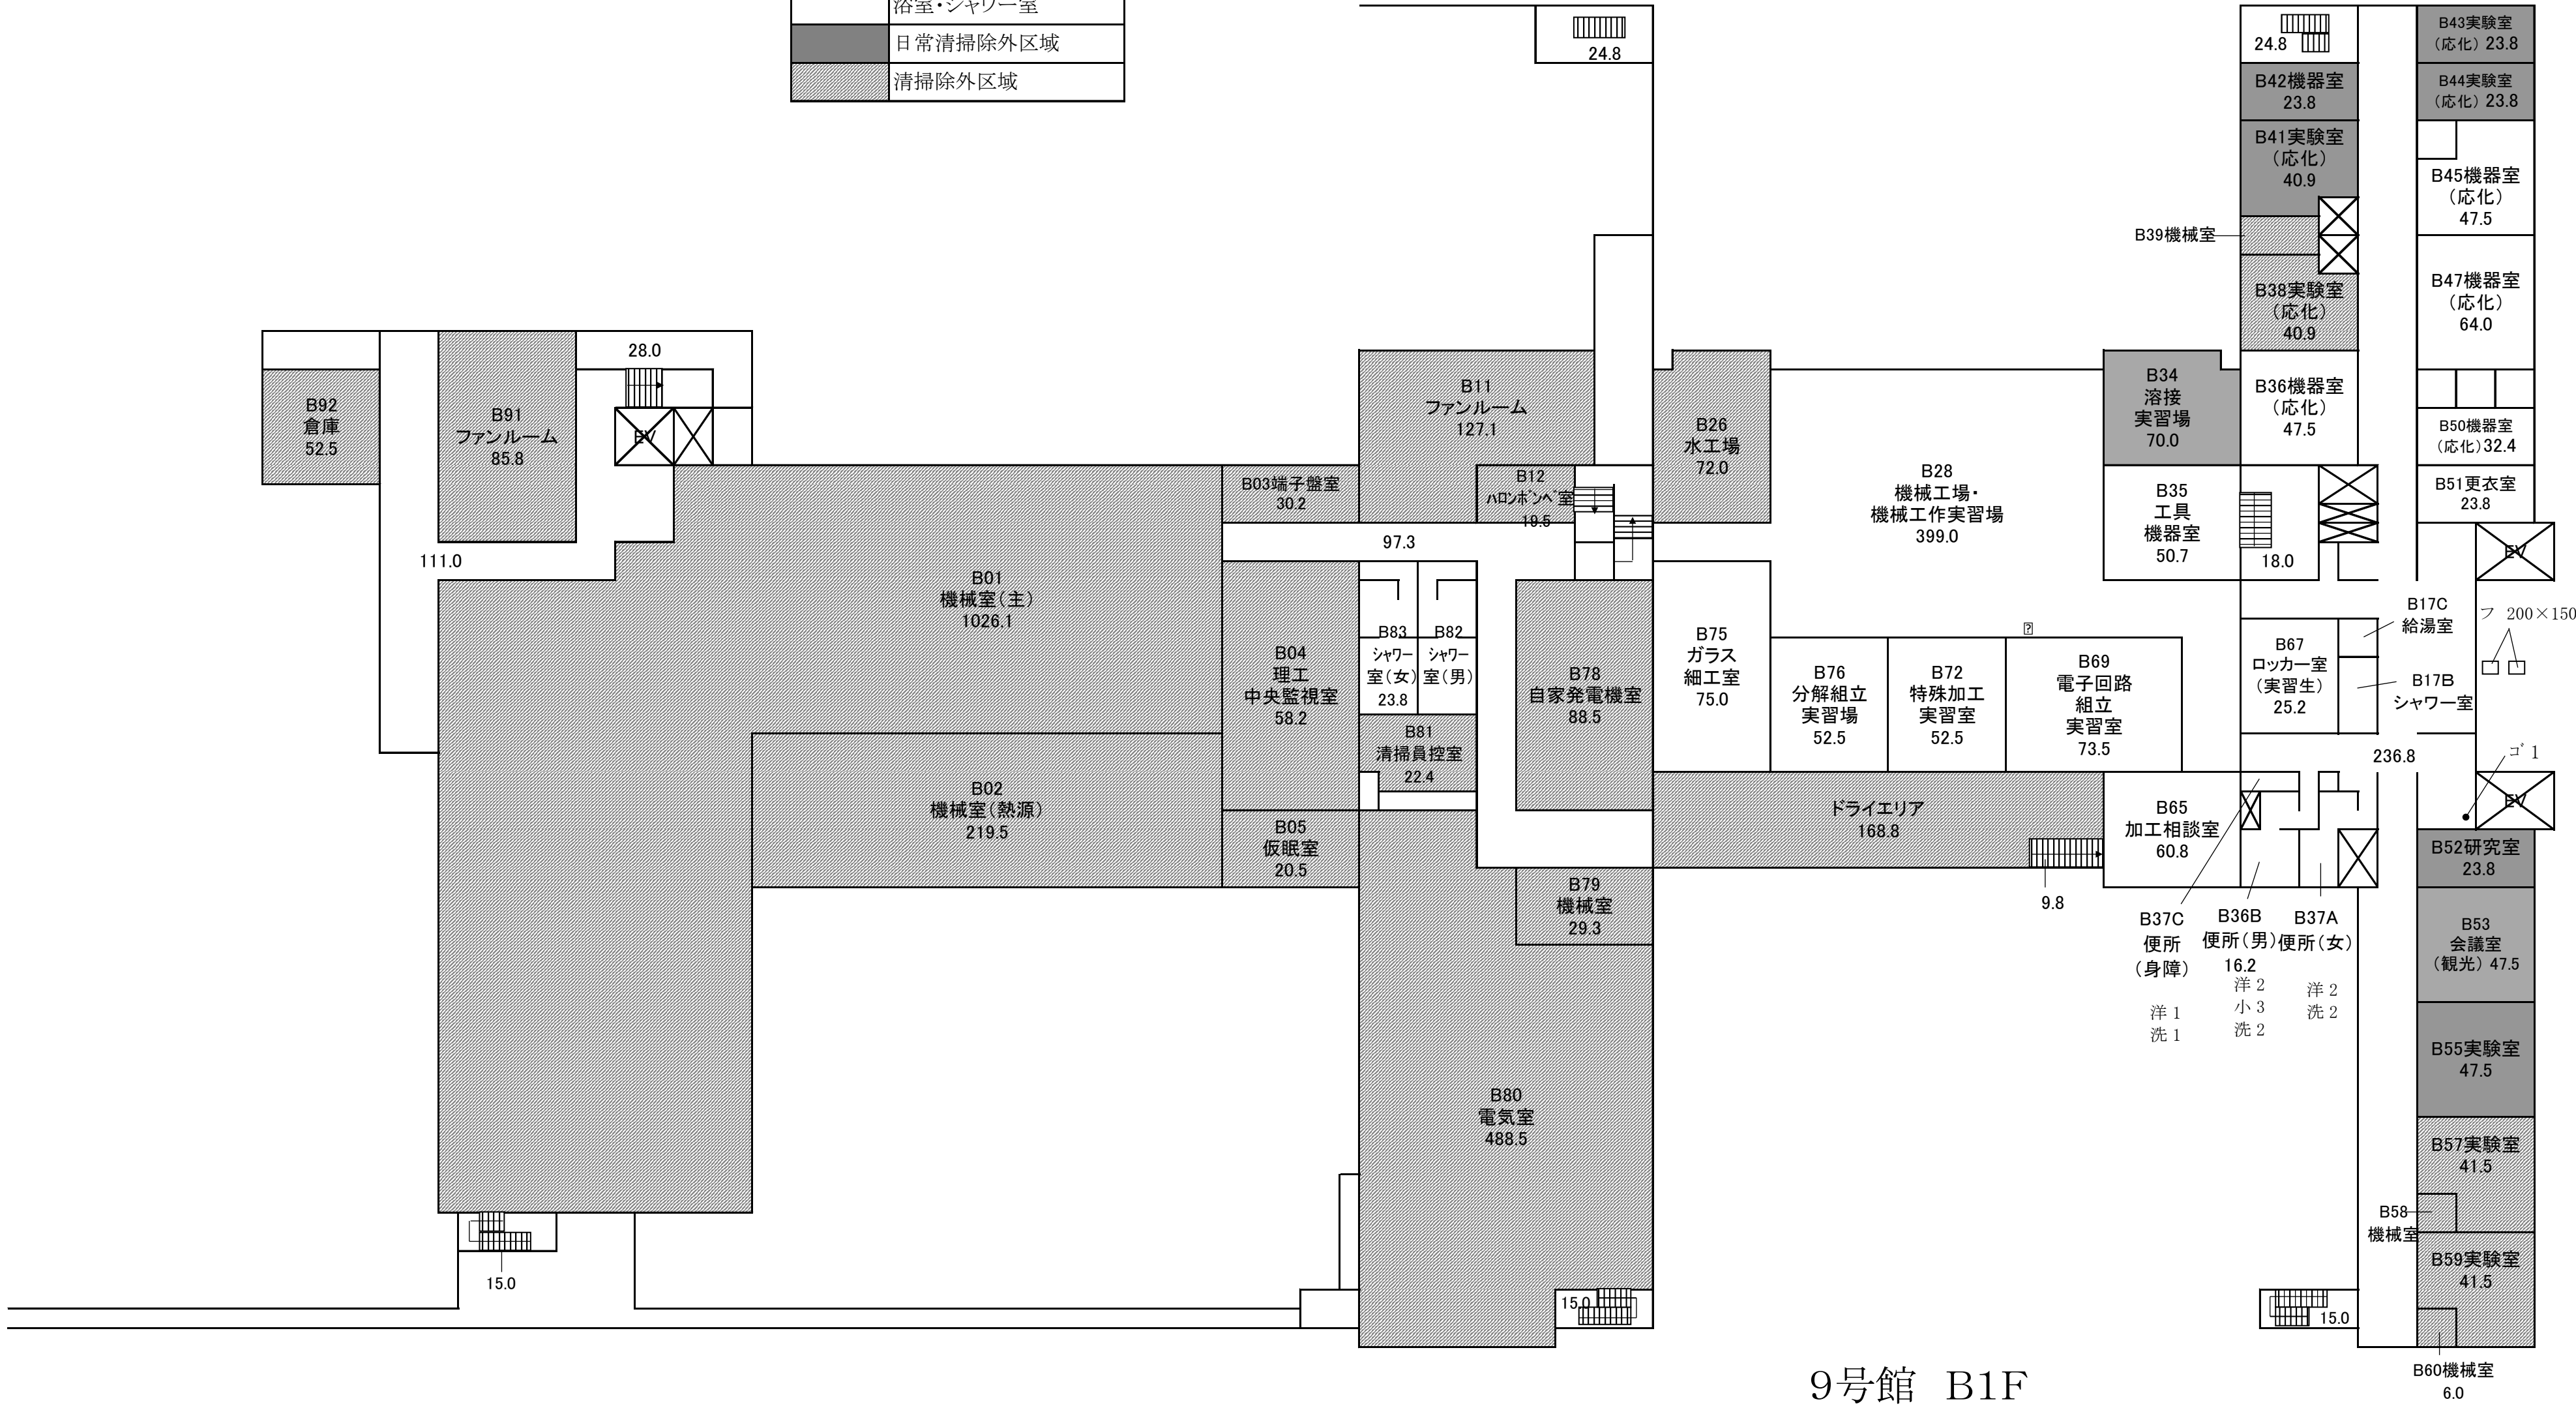 浴室・シャワー室
日常清掃除外区域
清掃除外区域
24.8
24.8
B43実験室
（応化）23.8
B42機器室
23.8
B44実験室
（応化）23.8
B41実験室
（応化）
40.9
B45機器室
（応化）
47.5
B39機械室
B38実験室
（応化）
40.9
B47機器室
（応化）
64.0
28.0
B92
倉庫
52.5
B91
ファンルーム
85.8
EV
B11
ファンルーム
127.1
B26
水工場
72.0
B34
溶接
実習場
70.0
B36機器室
（応化）
47.5
B50機器室
（応化）32.4
B03端子盤室
30.2
B12
ﾊﾛﾝﾎﾞﾝﾍﾞ室
19.5
B28
機械工場・
機械工作実習場
399.0
B35
工具
機器室
50.7
18.0
B51更衣室
23.8
EV
97.3
111.0
B01
機械室（主）
1026.1
B04
理工
中央監視室
58.2
B83
シャワー
室（女）
23.8
B82
シャワー
室（男）
B78
自家発電機室
88.5
B75
ガラス
細工室
75.0
B76
分解組立
実習場
52.5
B72
特殊加工
実習室
52.5
B69
電子回路
組立
実習室
73.5
B67
ロッカー室
（実習生）
25.2
B17C
給湯室
フ 200×150
B17B
シャワー室
B81
清掃員控室
22.4
236.8
ｺﾞ1
EV
B02
機械室（熱源）
219.5
B05
仮眠室
20.5
ドライエリア
168.8
9.8
B65
加工相談室
60.8
B52研究室
23.8
B79
機械室
29.3
B37C
便所
（身障）
洋1
洗1
B36B
便所（男）
16.2
洋2
小3
洗2
B37A
便所（女）
洋2
洗2
B53
会議室
（観光）47.5
B55実験室
47.5
B80
電気室
488.5
B57実験室
41.5
B58
機械室
B59実験室
41.5
15.0
15.0
15.0
B60機械室
6.0
9号館 B1F